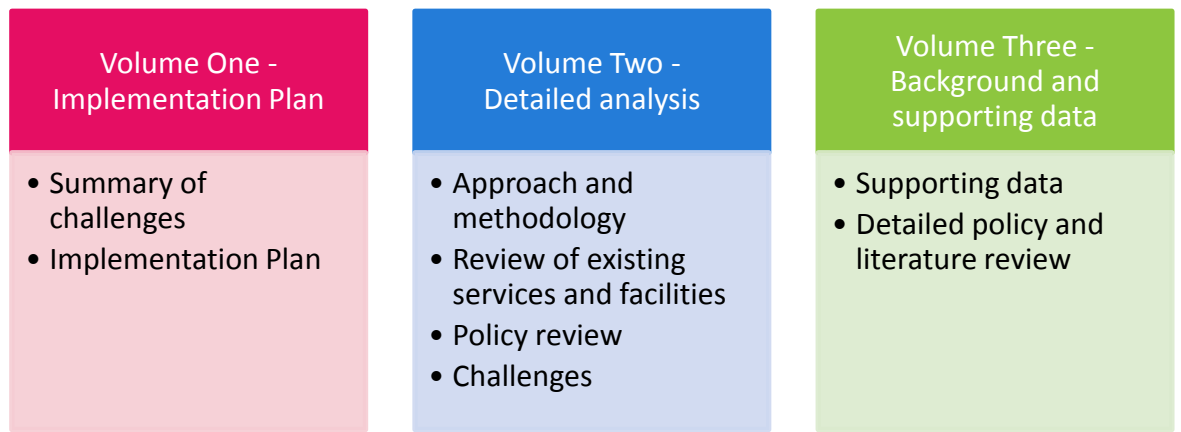 Volume One -
Implementation Plan
• Summary of
challenges
• Implementation Plan
Volume Two -
Detailed analysis
• Approach and
methodology
• Review of existing
services and facilities
• Policy review
• Challenges
Volume Three -
Background and
supporting data
• Supporting data
• Detailed policy and
literature review